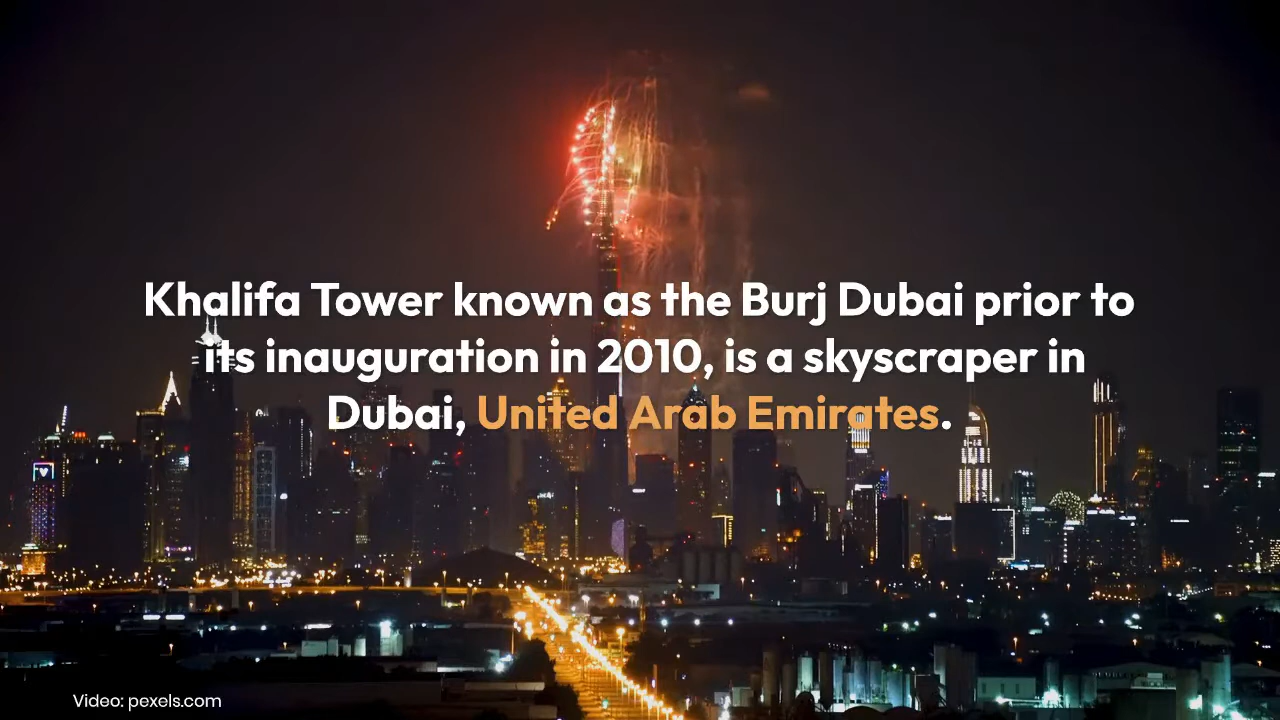 Khalifa Tower known as the Burj Dubai prior to
its inauguration in 2010, is a skyscraper in
Dubai, United Arab Emirates.
Video: pexels.com